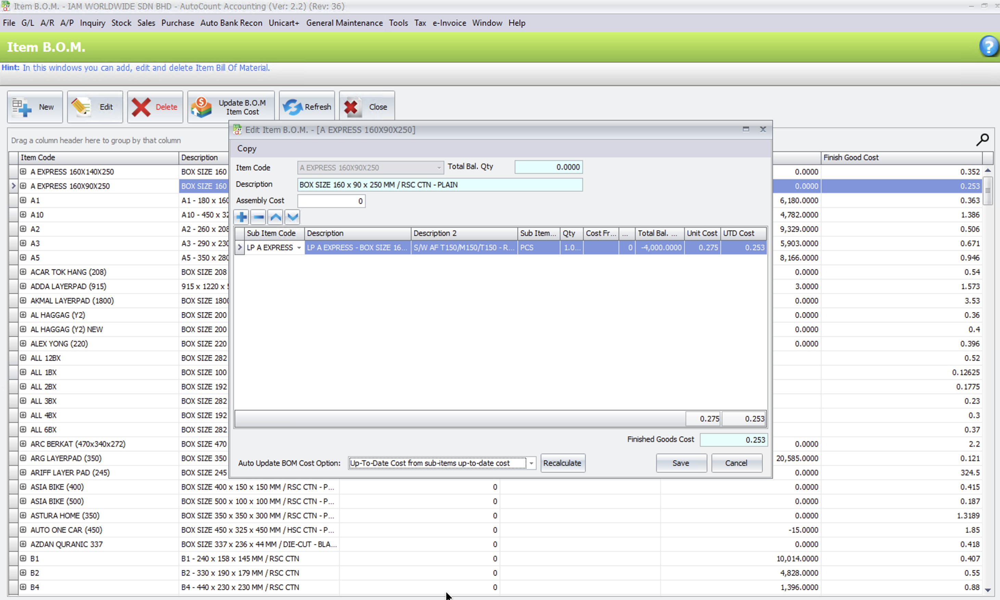 Item B.O.M. - IAM WORLDWIDE SDN BHD - AutoCount Accounting (Ver: 2.2) (Rev: 36)
File G/L A/R A/P Inquiry Stock Sales Purchase Auto Bank Recon Unicart+ General Maintenance Tools Tax e-Invoice Window Help
Item B.O.M.
Hint: In this windows you can add, edit and delete Item Bill Of Material.
New Edit Delete Update B.O.M Item Cost Refresh Close
Drag a column header here to group by that column
Item Code Description Finish Good Cost
A EXPRESS 160X140X250 BOX SIZE 160 0.0000 0.352
A EXPRESS 160X90X250 BOX SIZE 160 0.0000 0.253
A1 A1 - 180 x 160 6,180.0000 0.363
A10 A10 - 450 x 32 4,782.0000 1.386
A2 A2 - 260 x 208 9,329.0000 0.506
A3 A3 - 290 x 230 5,903.0000 0.671
A5 A5 - 350 x 280 8,166.0000 0.946
ACAR TOK HANG (208) BOX SIZE 208 0.0000 0.54
ADDA LAYERPAD (915) 915 x 1220 x 3.0000 1.573
AKMAL LAYERPAD (1800) BOX SIZE 1800 0.0000 3.53
AL HAGGAG (Y2) BOX SIZE 200 0.0000 0.36
AL HAGGAG (Y2) NEW BOX SIZE 200 0.0000 0.4
ALEX YONG (220) BOX SIZE 220 0.0000 0.396
ALL 12BX BOX SIZE 282 0.52
ALL 1BX BOX SIZE 100 0.12625
ALL 2BX BOX SIZE 192 0.1775
ALL 3BX BOX SIZE 282 0.23
ALL 4BX BOX SIZE 192 0.3
ALL 6BX BOX SIZE 282 0.37
ARC BERKAT (470x340x272) BOX SIZE 470 0.0000 2.2
ARG LAYERPAD (350) BOX SIZE 350 20,585.0000 0.121
ARIFF LAYER PAD (245) BOX SIZE 245 0.0000 324.5
ASIA BIKE (400) BOX SIZE 400 x 150 x 150 MM / RSC CTN - P... 0 0.0000 0.415
ASIA BIKE (500) BOX SIZE 500 x 100 x 100 MM / RSC CTN - P... 0 0.0000 0.187
ASTURA HOME (350) BOX SIZE 350 x 350 x 300 MM / RSC CTN - P... 0 0.0000 1.3189
AUTO ONE CAR (450) BOX SIZE 450 x 325 x 450 MM / HSC CTN - P... 0 -15.0000 1.85
AZDAN QURANIC 337 BOX SIZE 337 x 236 x 44 MM / DIE-CUT - BLA... 0 0.0000 0.418
B1 B1 - 240 x 158 x 145 MM / RSC CTN 0 10,014.0000 0.407
B2 B2 - 330 x 190 x 179 MM / RSC CTN 0 4,828.0000 0.55
B4 B4 - 440 x 230 x 230 MM / RSC CTN 0 1,396.0000 0.88
Edit Item B.O.M. - [A EXPRESS 160X90X250]
Copy
Item Code A EXPRESS 160X90X250 Total Bal. Qty 0.0000
Description BOX SIZE 160 x 90 x 250 MM / RSC CTN - PLAIN
Assembly Cost 0
Sub Item Code Description Description 2 Sub Item... Qty Cost Fr... ... Total Bal. ... Unit Cost UTD Cost
LP A EXPRESS LP A EXPRESS - BOX SIZE 16... S/W AF T150/M150/T150 - R... PCS 1.0... 0 -4,000.0000 0.275 0.253
0.275 0.253
Finished Goods Cost 0.253
Auto Update BOM Cost Option: Up-To-Date Cost from sub-items up-to-date cost Recalculate Save Cancel